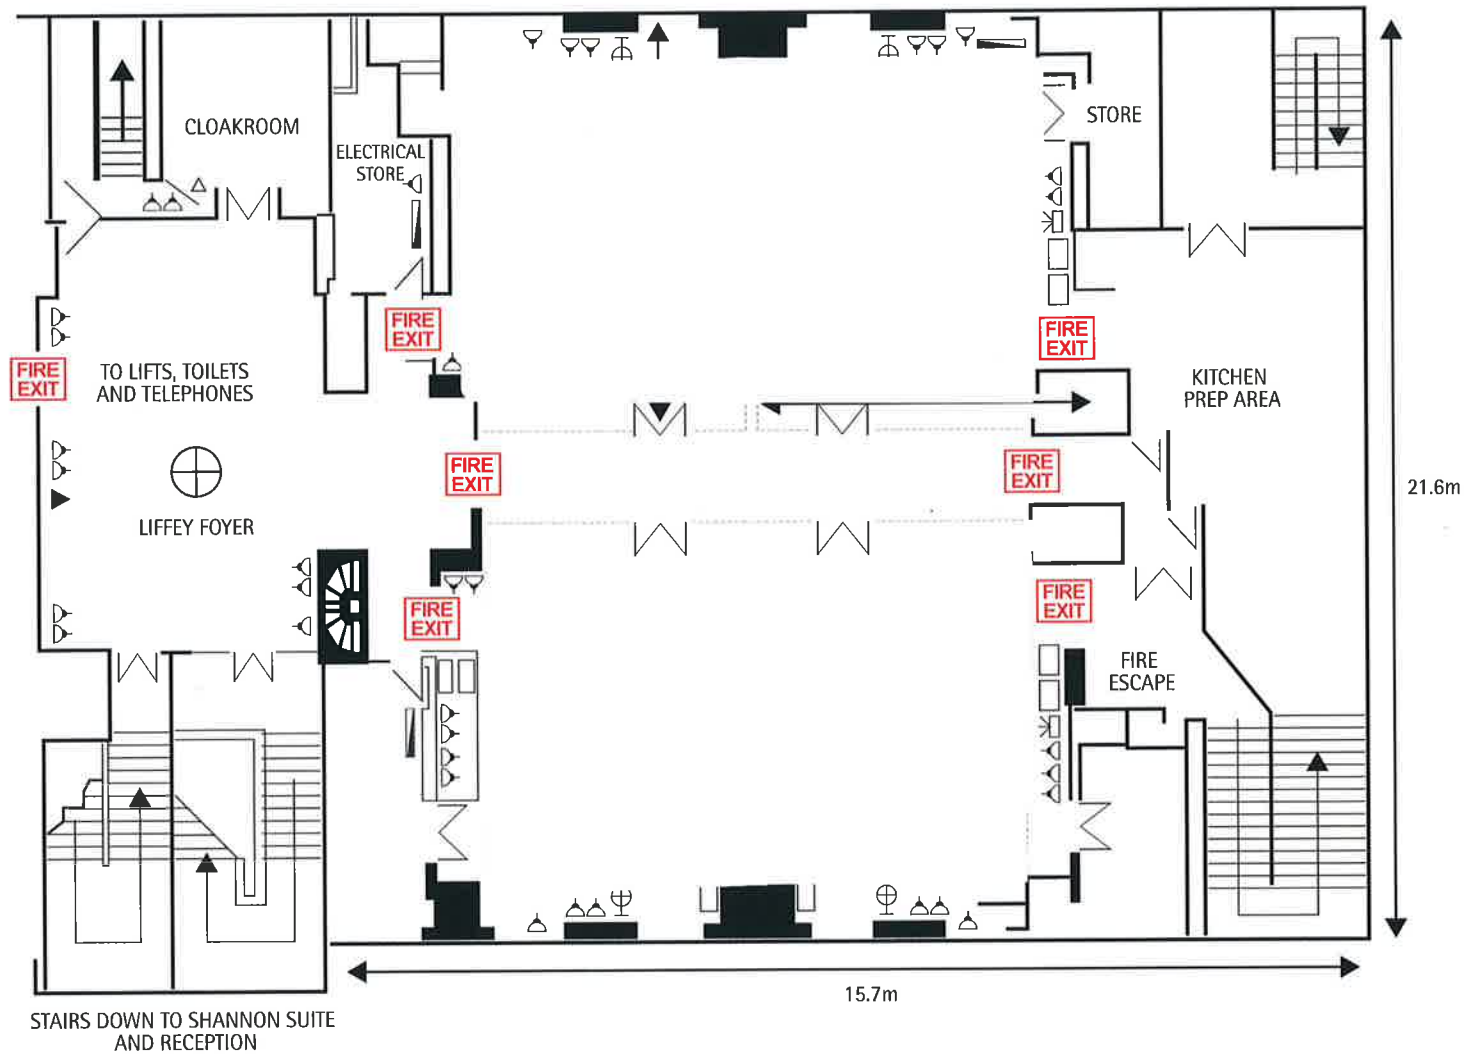 CLOAKROOM
ELECTRICAL
STORE
STORE
FIRE
EXIT
FIRE
EXIT
FIRE
EXIT
TO LIFTS, TOILETS
AND TELEPHONES
KITCHEN
PREP AREA
FIRE
EXIT
FIRE
EXIT
21.6m
LIFFEY FOYER
FIRE
EXIT
FIRE
EXIT
FIRE
ESCAPE
15.7m
STAIRS DOWN TO SHANNON SUITE
AND RECEPTION